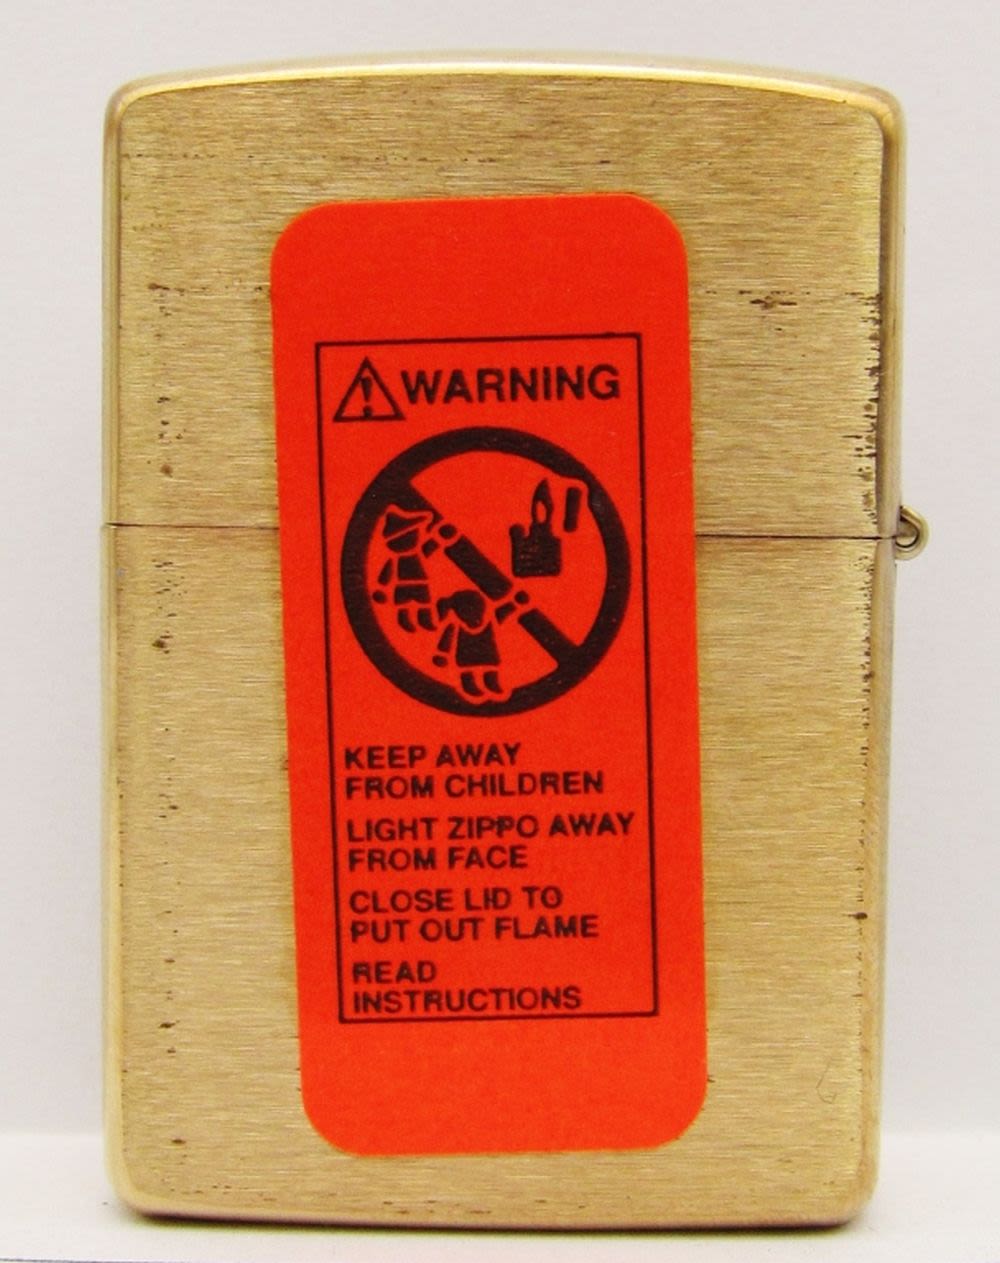 WARNING
KEEP AWAY
FROM CHILDREN
LIGHT ZIPPO AWAY
FROM FACE
CLOSE LID TO
PUT OUT FLAME
READ
INSTRUCTIONS